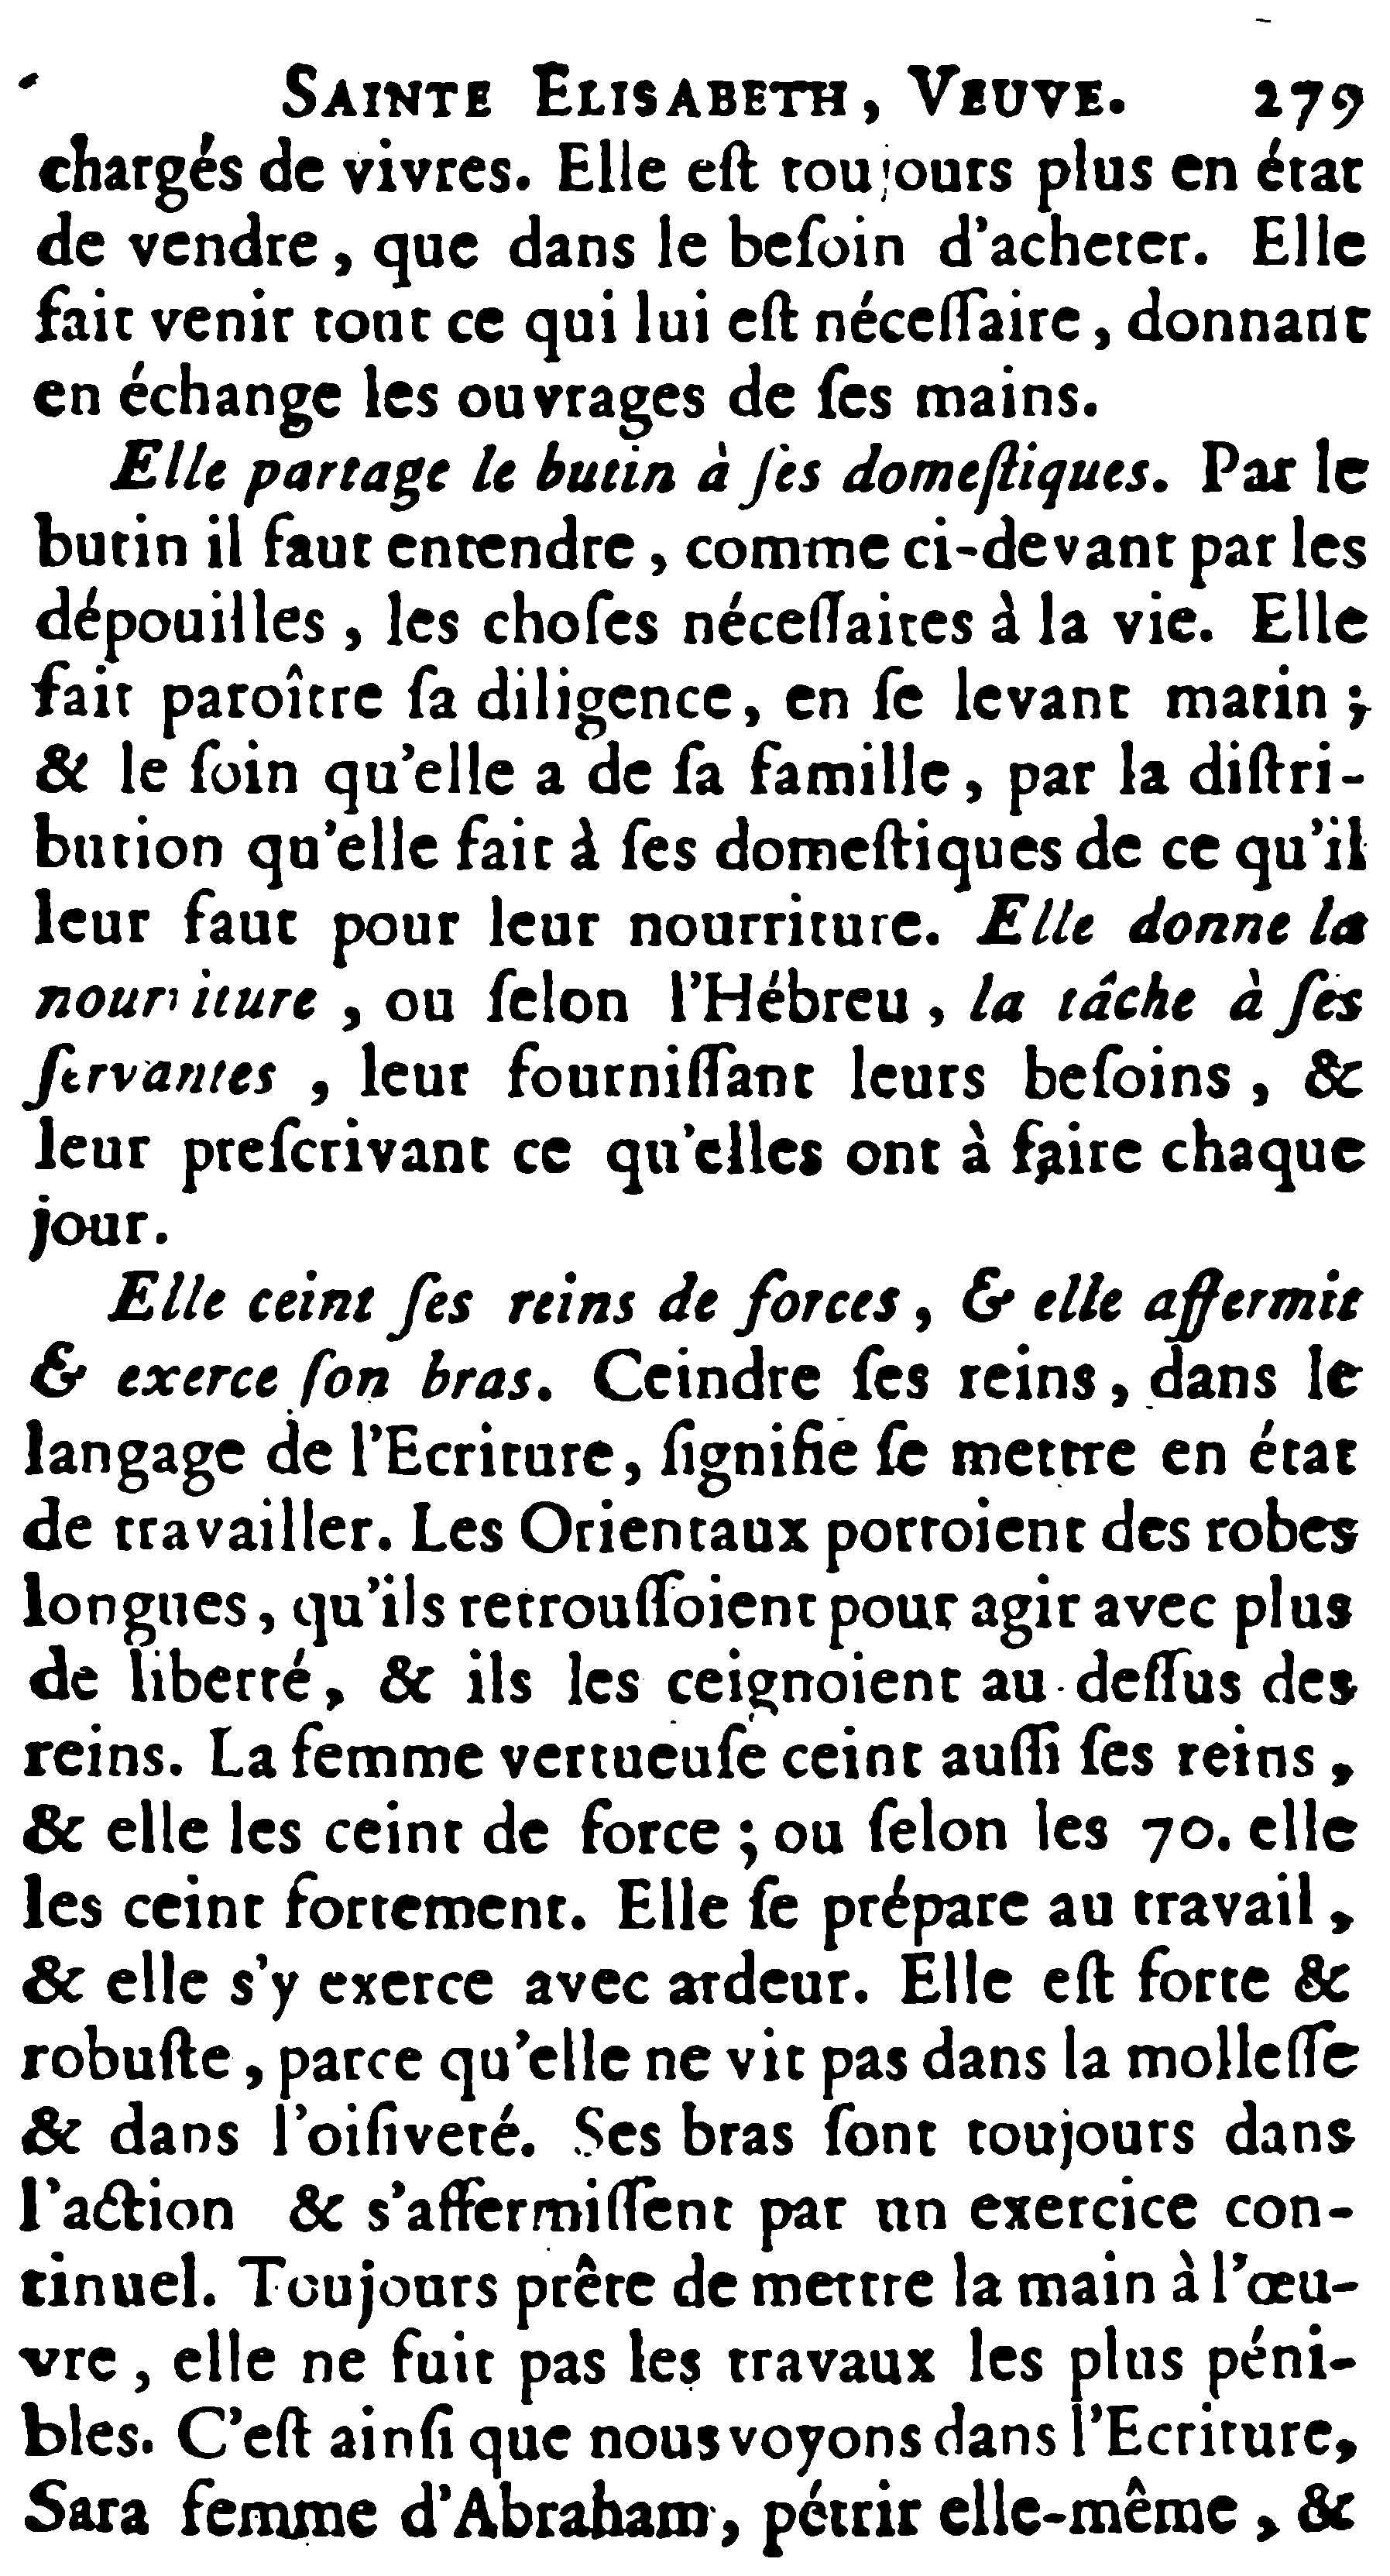 SAINTE ELISABETH, VEUVE. 279
chargés de vivres. Elle eſt toujours plus en état
de vendre, que dans le beſoin d'acheter. Elle
fait venir tout ce qui lui eſt néceſſaire, donnant
en échange les ouvrages de ſes mains.
Elle partage le butin à ſes domeſtiques. Par le
butin il faut entendre, comme ci-devant par les
dépouilles, les choſes néceſſaires à la vie. Elle
fait paroître ſa diligence, en ſe levant matin;
& le ſoin qu'elle a de ſa famille, par la diſtri-
bution qu'elle fait à ſes domeſtiques de ce qu'il
leur faut pour leur nourriture. Elle donne la
nourriture, ou ſelon l'Hébreu, la tâche à ſes
ſervantes, leur fourniſſant leurs beſoins, &
leur preſcrivant ce qu'elles ont à faire chaque
jour.
Elle ceint ſes reins de forces, & elle affermit
& exerce ſon bras. Ceindre ſes reins, dans le
langage de l'Ecriture, ſignifie ſe mettre en état
de travailler. Les Orientaux portoient des robes
longues, qu'ils retrouſſoient pour agir avec plus
de liberté, & ils les ceignoient au-deſſus des
reins. La femme vertueuſe ceint auſſi ſes reins,
& elle les ceint de force; ou ſelon les 70. elle
les ceint fortement. Elle ſe prépare au travail,
& elle s'y exerce avec ardeur. Elle eſt forte &
robuſte, parce qu'elle ne vit pas dans la molleſſe
& dans l'oiſiveté. Ses bras ſont toujours dans
l'action & s'affermiſſent par un exercice con-
tinuel. Toujours prête de mettre la main à l'œu-
vre, elle ne fuit pas les travaux les plus péni-
bles. C'eſt ainſi que nous voyons dans l'Ecriture,
Sara femme d'Abraham, pétrir elle-même, &